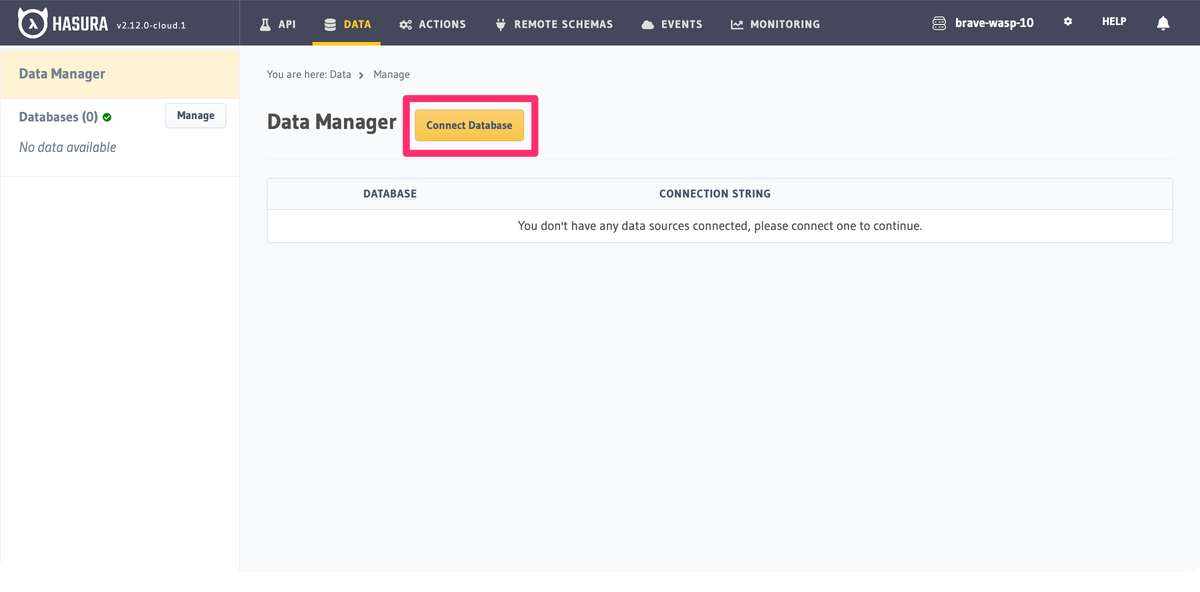 HASURA v2.12.0-cloud.1 API DATA ACTIONS REMOTE SCHEMAS EVENTS MONITORING brave-wasp-10 HELP
Data Manager
Databases (0) Manage
No data available
You are here: Data Manage
Data Manager Connect Database
DATABASE CONNECTION STRING
You don't have any data sources connected, please connect one to continue.